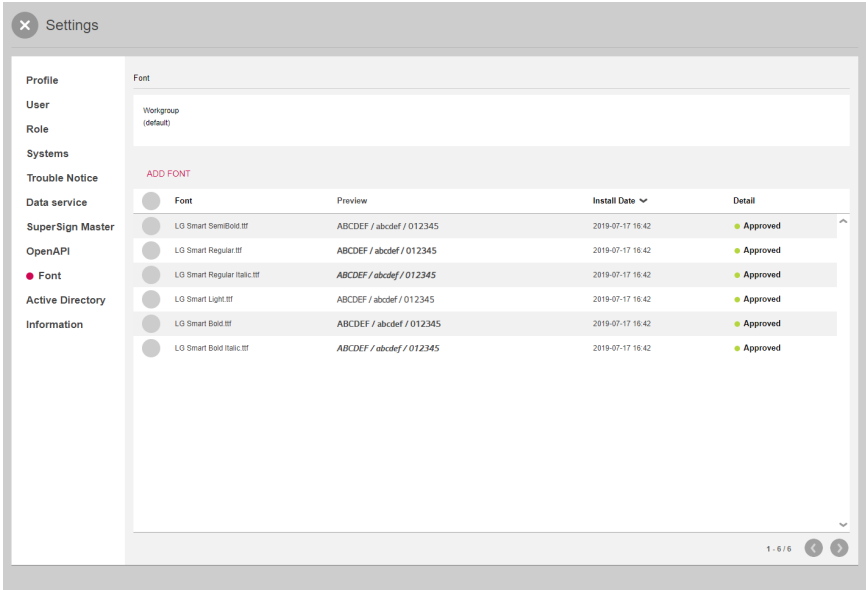 Settings
Profile
User
Role
Systems
Trouble Notice
Data service
SuperSign Master
OpenAPI
Font
Active Directory
Information
Font
Workgroup
(default)
ADD FONT
Font Preview Install Date Detail
LG Smart SemiBold.ttf ABCDEF / abcdef / 012345 2019-07-17 16:42 Approved
LG Smart Regular.ttf ABCDEF / abcdef / 012345 2019-07-17 16:42 Approved
LG Smart Regular Italic.ttf ABCDEF / abcdef / 012345 2019-07-17 16:42 Approved
LG Smart Light.ttf ABCDEF / abcdef / 012345 2019-07-17 16:42 Approved
LG Smart Bold.ttf ABCDEF / abcdef / 012345 2019-07-17 16:42 Approved
LG Smart Bold Italic.ttf ABCDEF / abcdef / 012345 2019-07-17 16:42 Approved
1 - 6 / 6